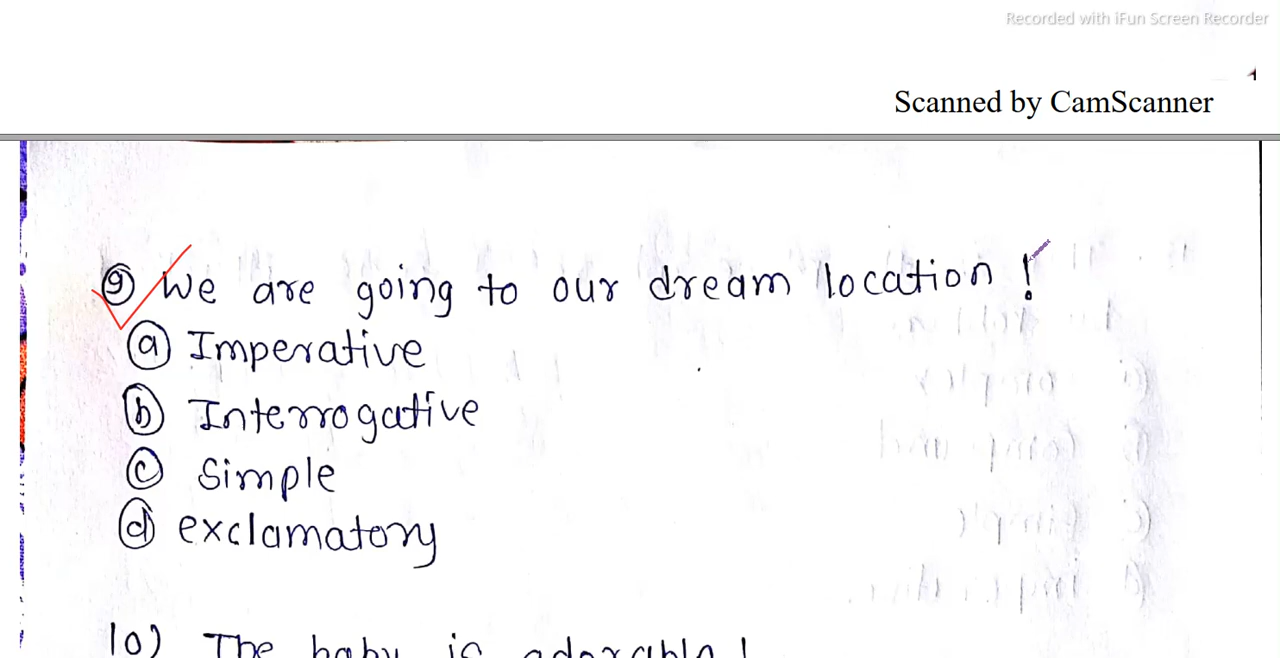 Recorded with iFun Screen Recorder
1
Scanned by CamScanner
9 We are going to our dream location !
a Imperative
b Interrogative
c Simple
d exclamatory
10) The baby is adorable !